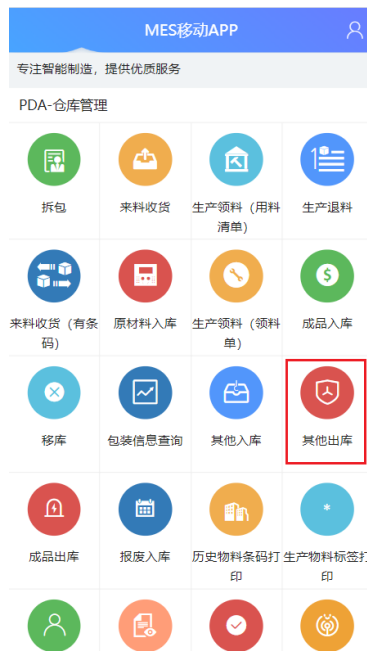 MES移动APP
专注智能制造，提供优质服务
PDA-仓库管理
拆包
来料收货
生产领料（用料
清单）
生产退料
来料收货（有条
码）
原材料入库
生产领料（领料
单）
成品入库
移库
包装信息查询
其他入库
其他出库
成品出库
报废入库
历史物料条码打
印
生产物料标签打
印